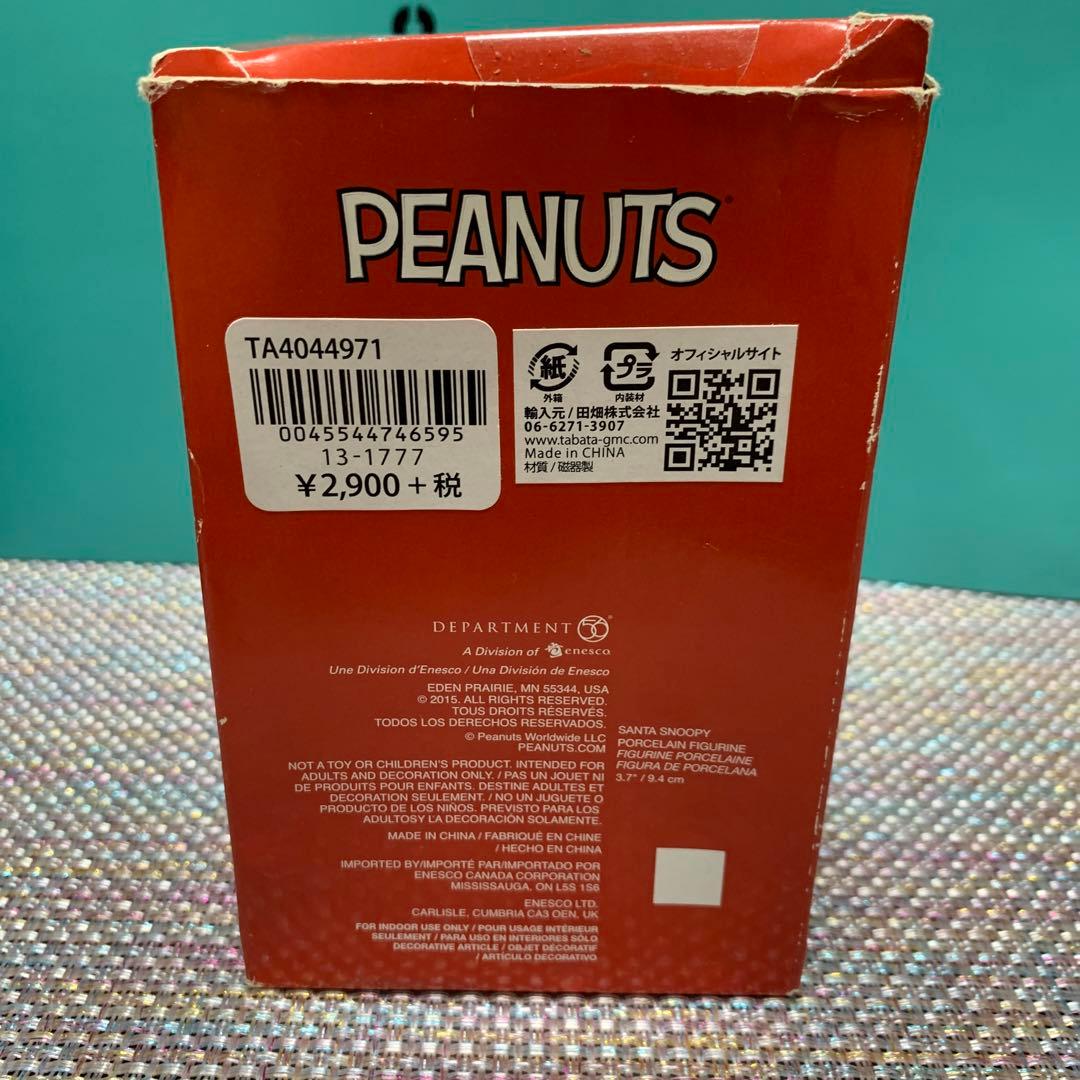 PEANUTS
TA4044971
0045544746595
13-1777
¥2,900+税
紙
外箱
プラ
内装材
オフィシャルサイト
輸入元/田畑株式会社
06-6271-3907
www.tabata-gmc.com
Made in CHINA
材質/磁器製
DEPARTMENT 56
A Division of enesco
Une Division d'Enesco / Una División de Enesco
EDEN PRAIRIE, MN 55344, USA
© 2015. ALL RIGHTS RESERVED.
TOUS DROITS RÉSERVÉS.
TODOS LOS DERECHOS RESERVADOS.
© Peanuts Worldwide LLC
PEANUTS.COM
NOT A TOY OR CHILDREN'S PRODUCT. INTENDED FOR
ADULTS AND DECORATION ONLY. / PAS UN JOUET NI
DE PRODUITS POUR ENFANTS. DESTINE ADULTES ET
DECORATION SEULEMENT. / NO UN JUGUETE O
PRODUCTO DE LOS NIÑOS. PREVISTO PARA LOS
ADULTOSY LA DECORACIÓN SOLAMENTE.
MADE IN CHINA / FABRIQUÉ EN CHINE
/ HECHO EN CHINA
IMPORTED BY/IMPORTÉ PAR/IMPORTADO POR
ENESCO CANADA CORPORATION
MISSISSAUGA, ON L5S 1S6
ENESCO LTD.
CARLISLE, CUMBRIA CA3 OEN, UK
FOR INDOOR USE ONLY / POUR USAGE INTÉRIEUR
SEULEMENT / PARA USO EN INTERIORES SÓLO
DECORATIVE ARTICLE / OBJET DÉCORATIF
/ ARTÍCULO DECORATIVO
SANTA SNOOPY
PORCELAIN FIGURINE
FIGURINE PORCELAINE
FIGURA DE PORCELANA
3.7" / 9.4 cm